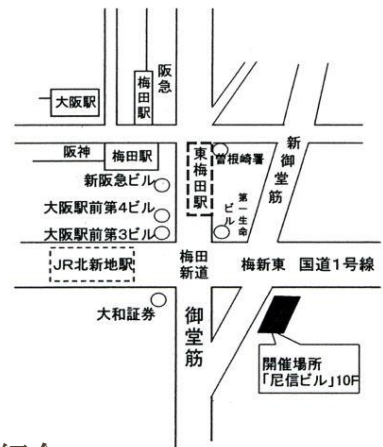 阪急
梅田駅
大阪駅
阪神
梅田駅
東梅田駅
曽根崎署
新御堂筋
新阪急ビル
第一生命ビル
大阪駅前第4ビル
大阪駅前第3ビル
JR北新地駅
梅田新道
梅新東
国道1号線
大和証券
御堂筋
開催場所
「尼信ビル」10F